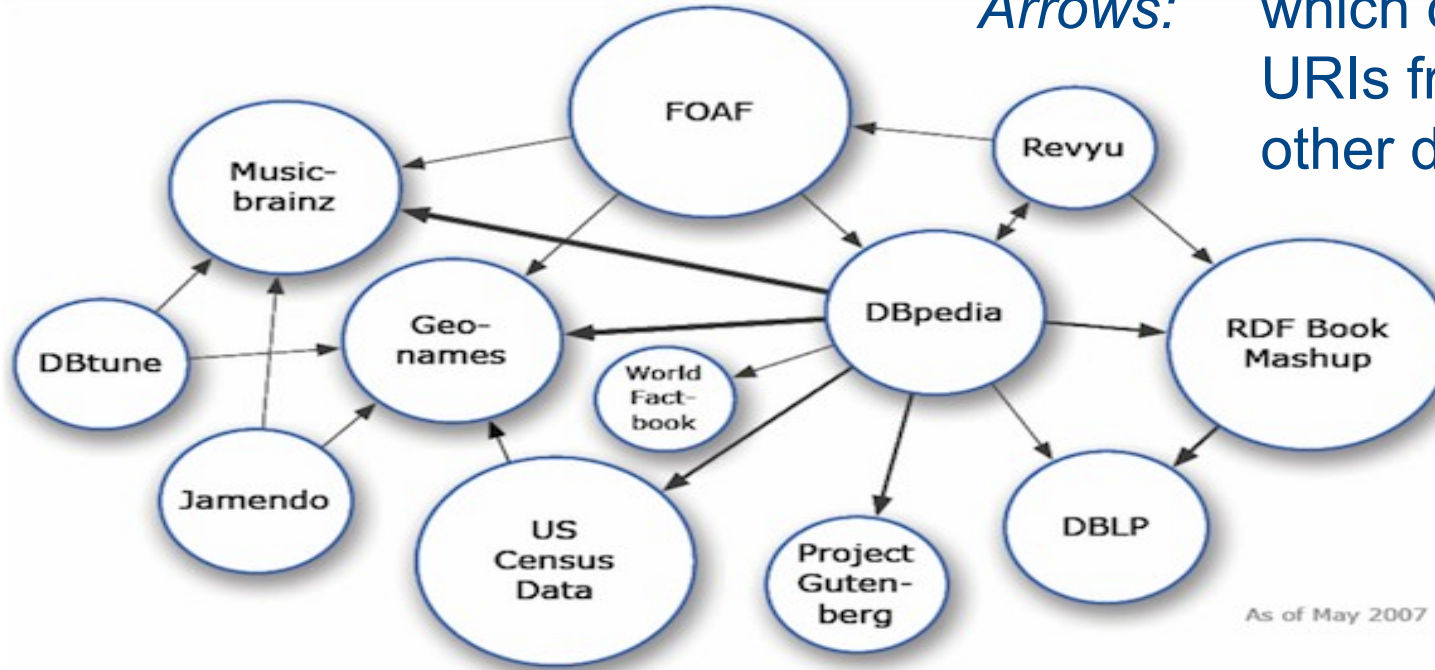 Arrows:
which
URIs
other
FOAF
Revyu
Music-
brainz
DBpedia
Geo-
names
RDF Book
Mashup
DBtune
World
Fact-
book
Jamendo
US
Census
Data
Project
Guten-
berg
DBLP
As of May 2007